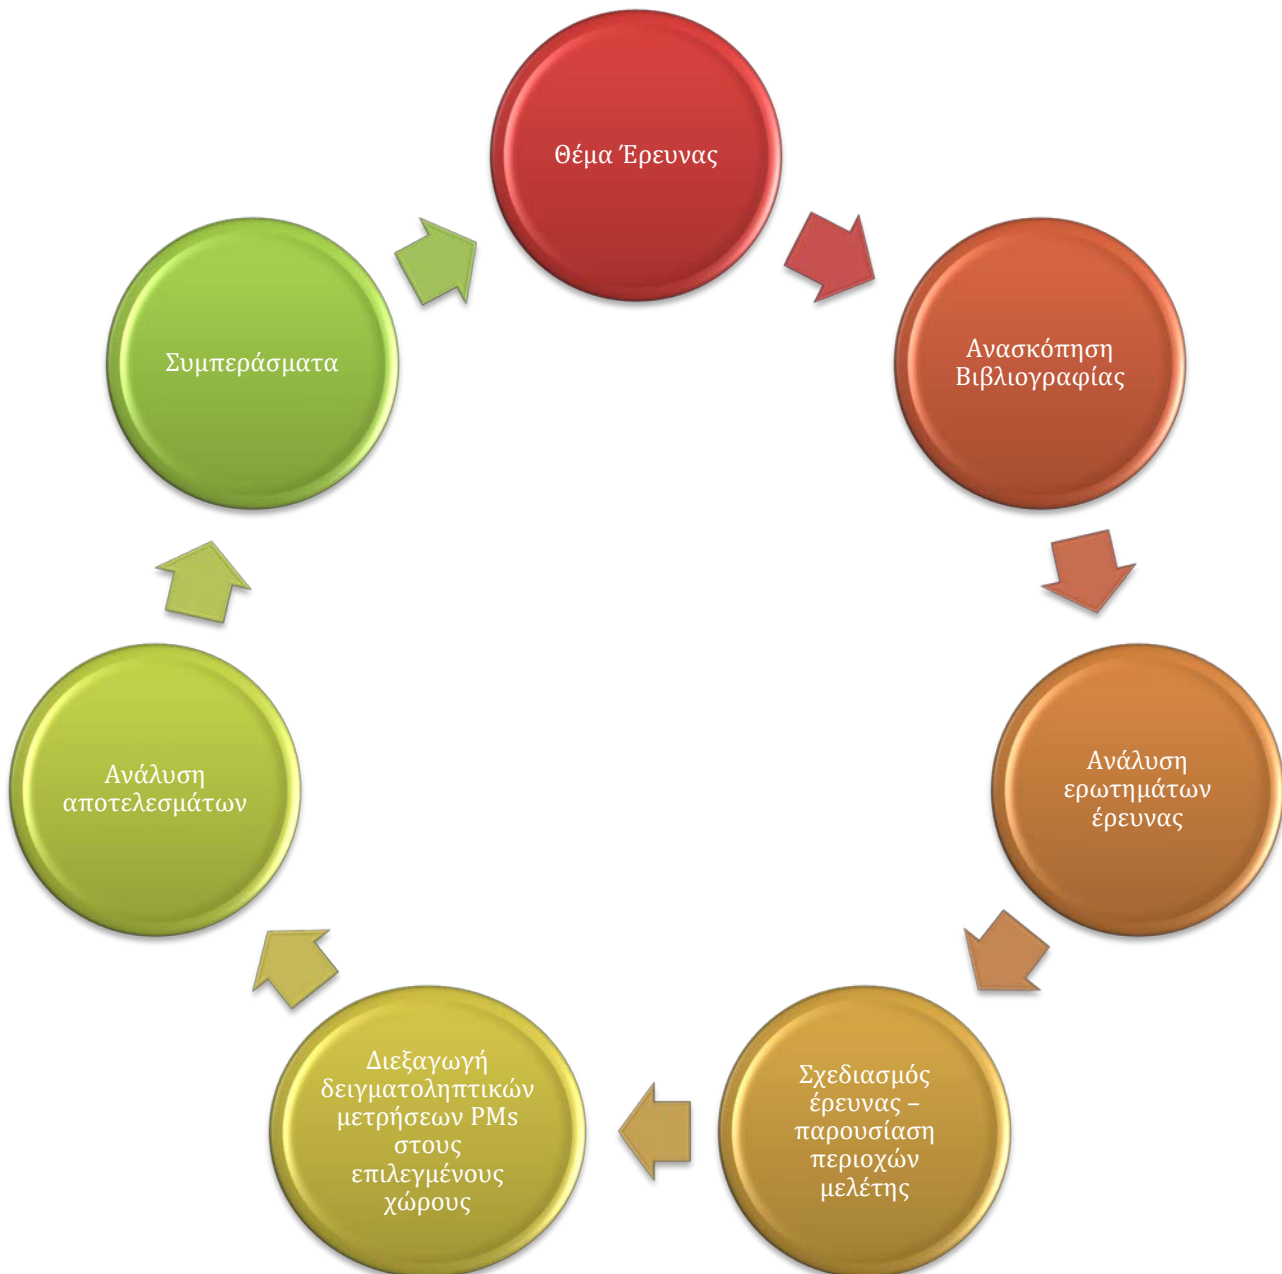 Θέμα Έρευνας
Ανασκόπηση
Βιβλιογραφίας
Ανάλυση
ερωτημάτων
έρευνας
Σχεδιασμός
έρευνας –
παρουσίαση
περιοχών
μελέτης
Διεξαγωγή
δειγματοληπτικών
μετρήσεων PMs
στους
επιλεγμένους
χώρους
Ανάλυση
αποτελεσμάτων
Συμπεράσματα